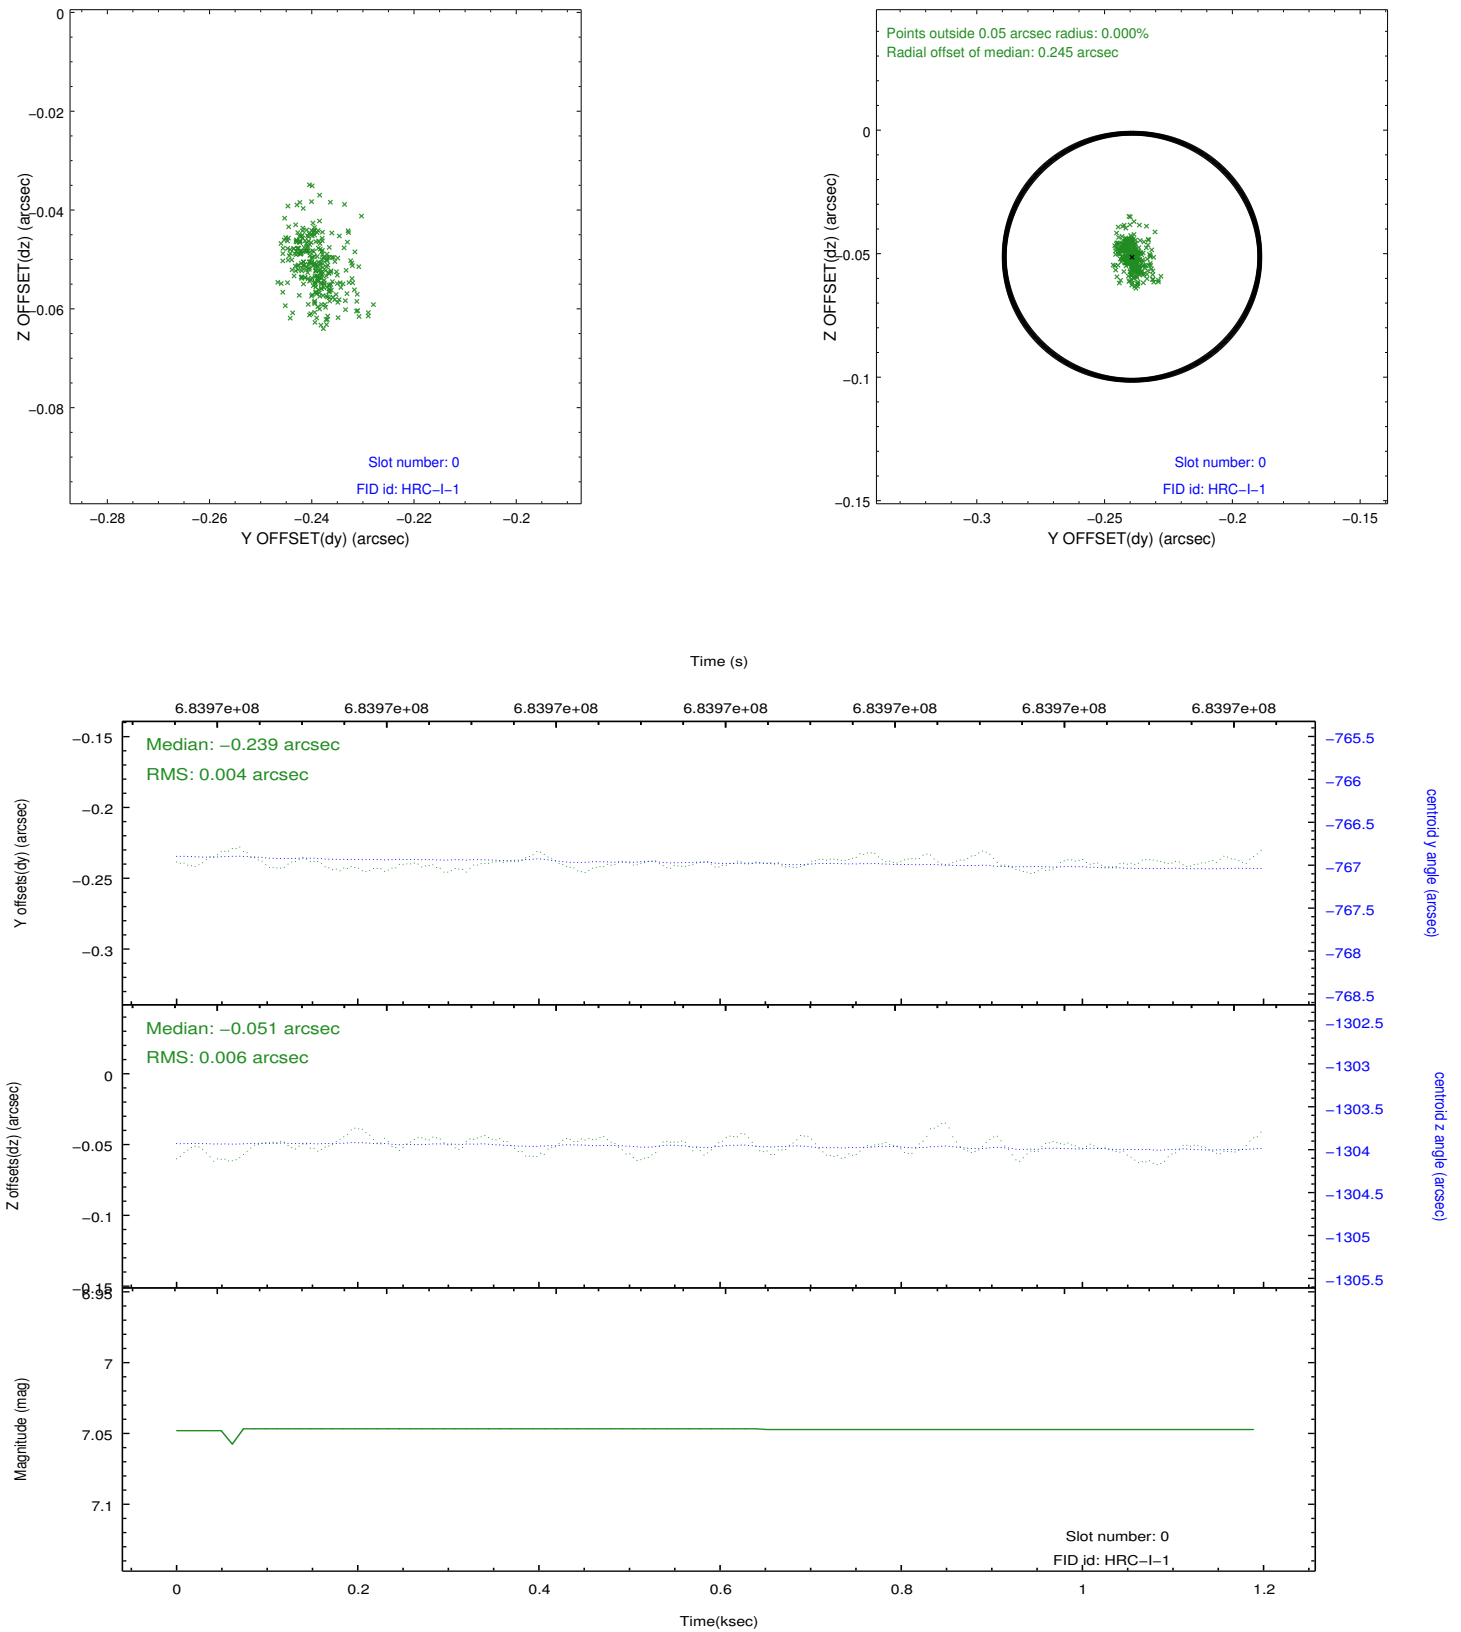 0
−0.02
−0.04
−0.06
−0.08
Z OFFSET(dz) (arcsec)
Slot number: 0
FID id: HRC−I−1
−0.28
−0.26
−0.24
−0.22
−0.2
Y OFFSET(dy) (arcsec)
Points outside 0.05 arcsec radius: 0.000%
Radial offset of median: 0.245 arcsec
0
−0.05
−0.1
−0.15
Z OFFSET(dz) (arcsec)
Slot number: 0
FID id: HRC−I−1
−0.3
−0.25
−0.2
−0.15
Y OFFSET(dy) (arcsec)
Time (s)
6.8397e+08
6.8397e+08
6.8397e+08
6.8397e+08
6.8397e+08
6.8397e+08
6.8397e+08
Median: −0.239 arcsec
RMS: 0.004 arcsec
−0.15
−0.2
−0.25
−0.3
Y offsets(dy) (arcsec)
−765.5
−766
−766.5
−767
−767.5
−768
−768.5
centroid y angle (arcsec)
Median: −0.051 arcsec
RMS: 0.006 arcsec
0
−0.05
−0.1
−0.15
Z offsets(dz) (arcsec)
−1302.5
−1303
−1303.5
−1304
−1304.5
−1305
−1305.5
centroid z angle (arcsec)
6.95
7
7.05
7.1
Magnitude (mag)
Slot number: 0
FID id: HRC−I−1
0
0.2
0.4
0.6
0.8
1
1.2
Time(ksec)